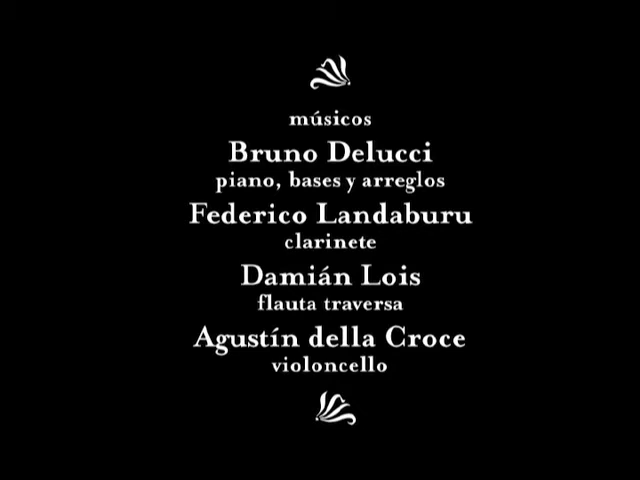 músicos
Bruno Delucci
piano, bases y arreglos
Federico Landaburu
clarinete
Damián Lois
flauta traversa
Agustín della Croce
violoncello